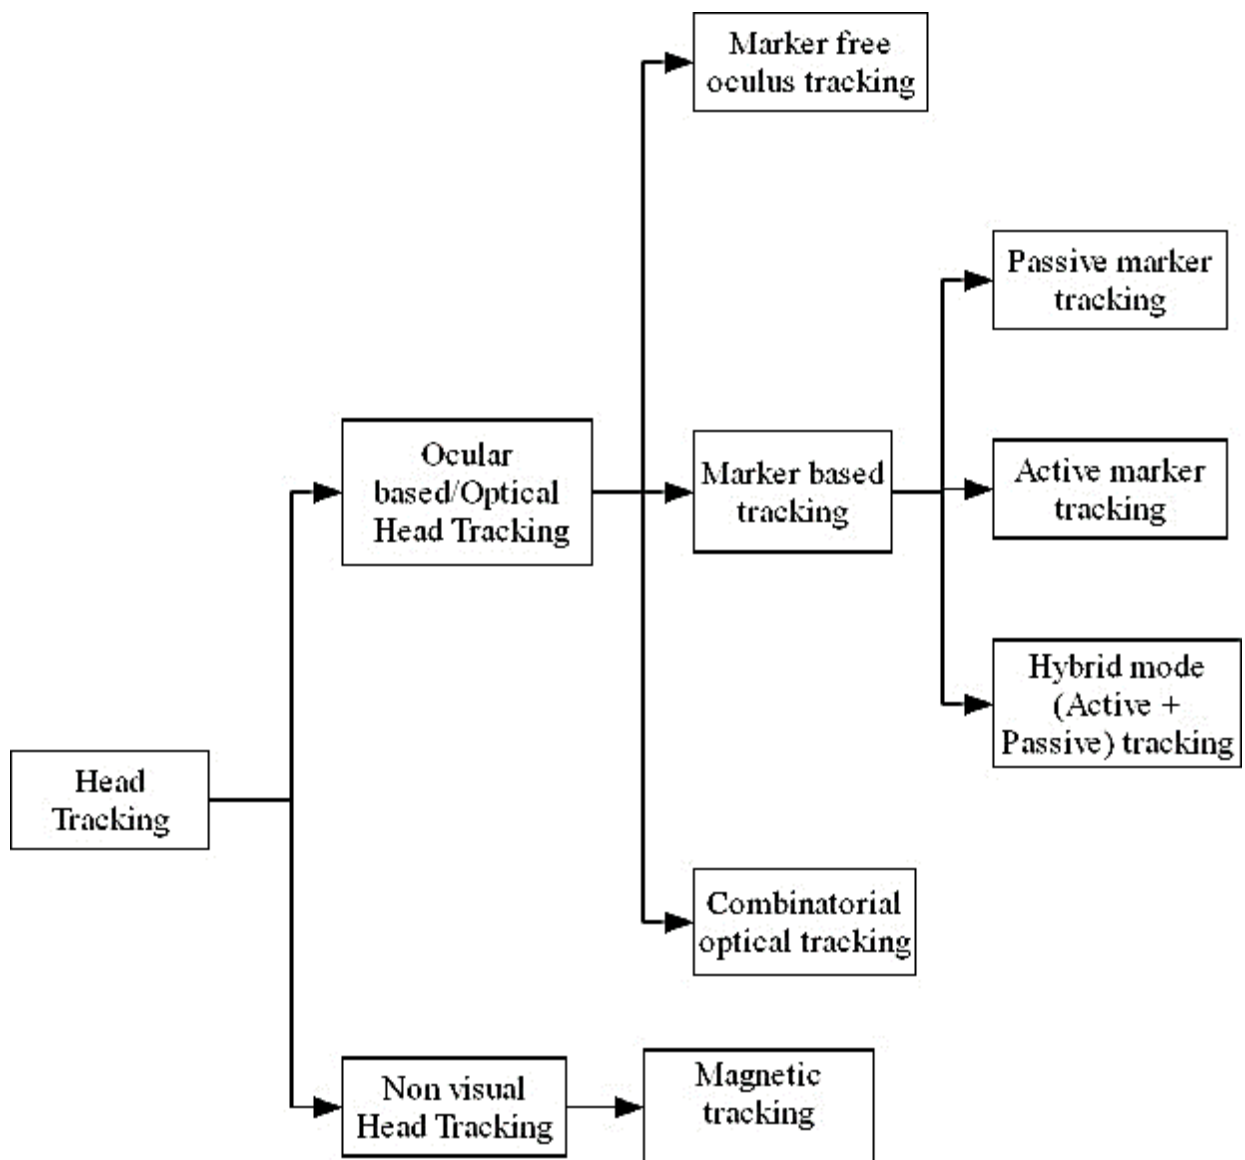 Marker free
oculus tracking
Passive marker
tracking
Ocular
based/Optical
Head Tracking
Marker based
tracking
Active marker
tracking
Hybrid mode
(Active +
Passive) tracking
Head
Tracking
Combinatorial
optical tracking
Non visual
Head Tracking
Magnetic
tracking